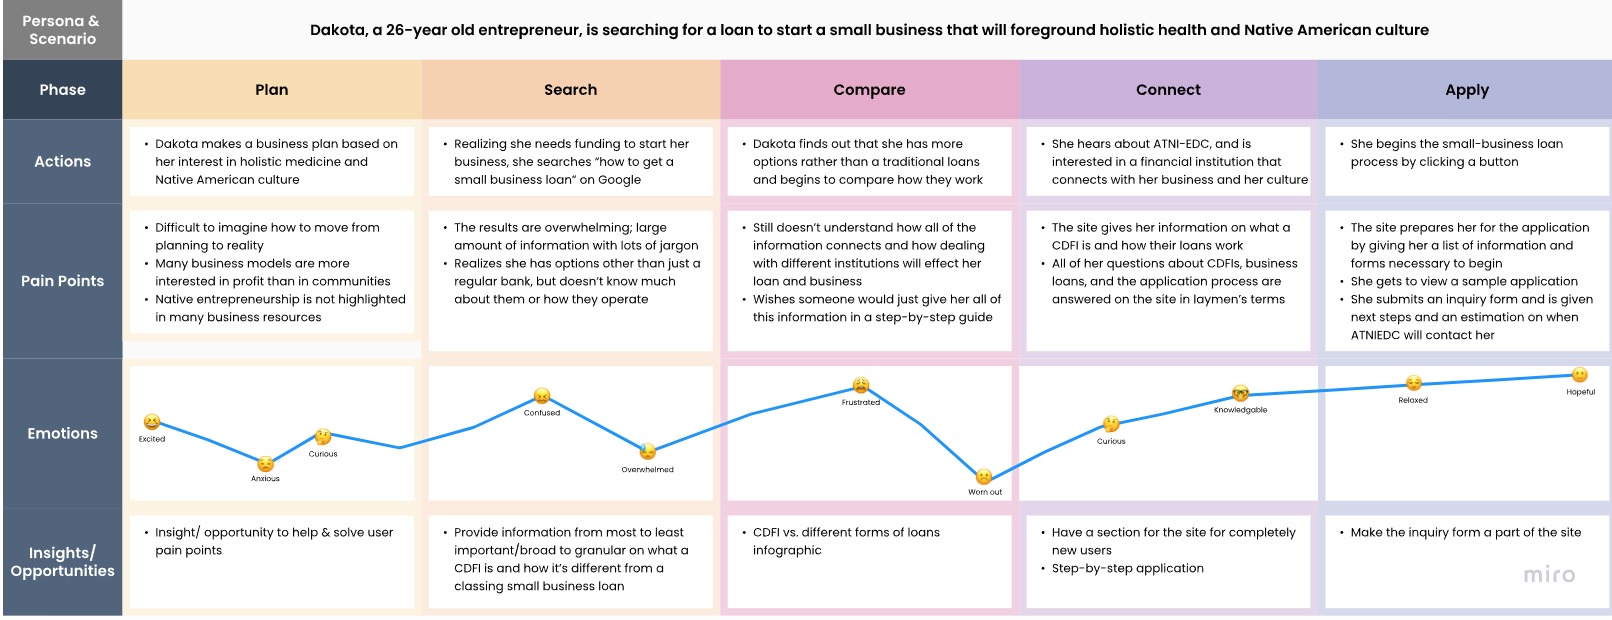 Persona &
Scenario
Dakota, a 26-year old entrepreneur, is searching for a loan to start a small business that will foreground holistic health and Native American culture
Phase
Plan
Search
Compare
Connect
Apply
Actions
• Dakota makes a business plan based on
her interest in holistic medicine and
Native American culture
• Realizing she needs funding to start her
business, she searches “how to get a
small business loan” on Google
• Dakota finds out that she has more
options rather than a traditional loans
and begins to compare how they work
• She hears about ATNI-EDC, and is
interested in a financial institution that
connects with her business and her culture
• She begins the small-business loan
process by clicking a button
Pain Points
• Difficult to imagine how to move from
planning to reality
• Many business models are more
interested in profit than in communities
• Native entrepreneurship is not highlighted
in many business resources
• The results are overwhelming; large
amount of information with lots of jargon
• Realizes she has options other than just a
regular bank, but doesn’t know much
about them or how they operate
• Still doesn’t understand how all of the
information connects and how dealing
with different institutions will effect her
loan and business
• Wishes someone would just give her all of
this information in a step-by-step guide
• The site gives her information on what a
CDFI is and how their loans work
• All of her questions about CDFIs, business
loans, and the application process are
answered on the site in laymen’s terms
• The site prepares her for the application
by giving her a list of information and
forms necessary to begin
• She gets to view a sample application
• She submits an inquiry form and is given
next steps and an estimation on when
ATNIEDC will contact her
Emotions
Excited
Anxious
Curious
Confused
Overwhelmed
Frustrated
Worn out
Curious
Knowledgable
Relaxed
Hopeful
Insights/
Opportunities
• Insight/ opportunity to help & solve user
pain points
• Provide information from most to least
important/broad to granular on what a
CDFI is and how it’s different from a
classing small business loan
• CDFI vs. different forms of loans
infographic
• Have a section for the site for completely
new users
• Step-by-step application
• Make the inquiry form a part of the site
miro